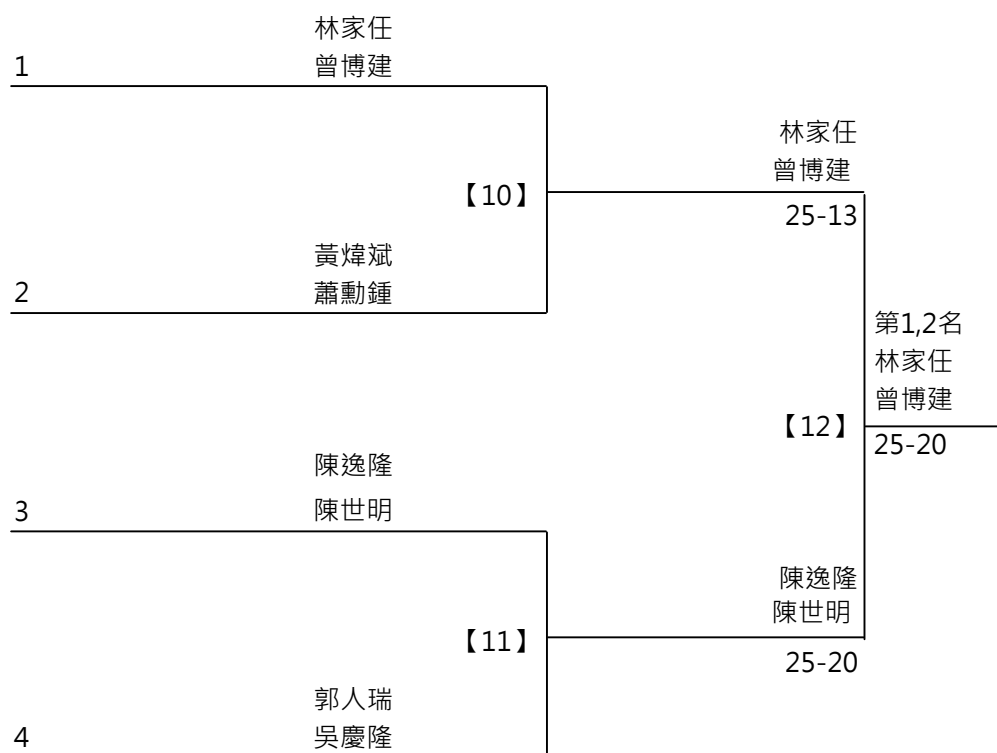 林家任
曾博建
1
林家任
曾博建
【10】
25-13
黃煒斌
蕭勳鍾
2
第1,2名
林家任
曾博建
【12】
25-20
陳逸隆
陳世明
3
陳逸隆
陳世明
【11】
25-20
郭人瑞
吳慶隆
4